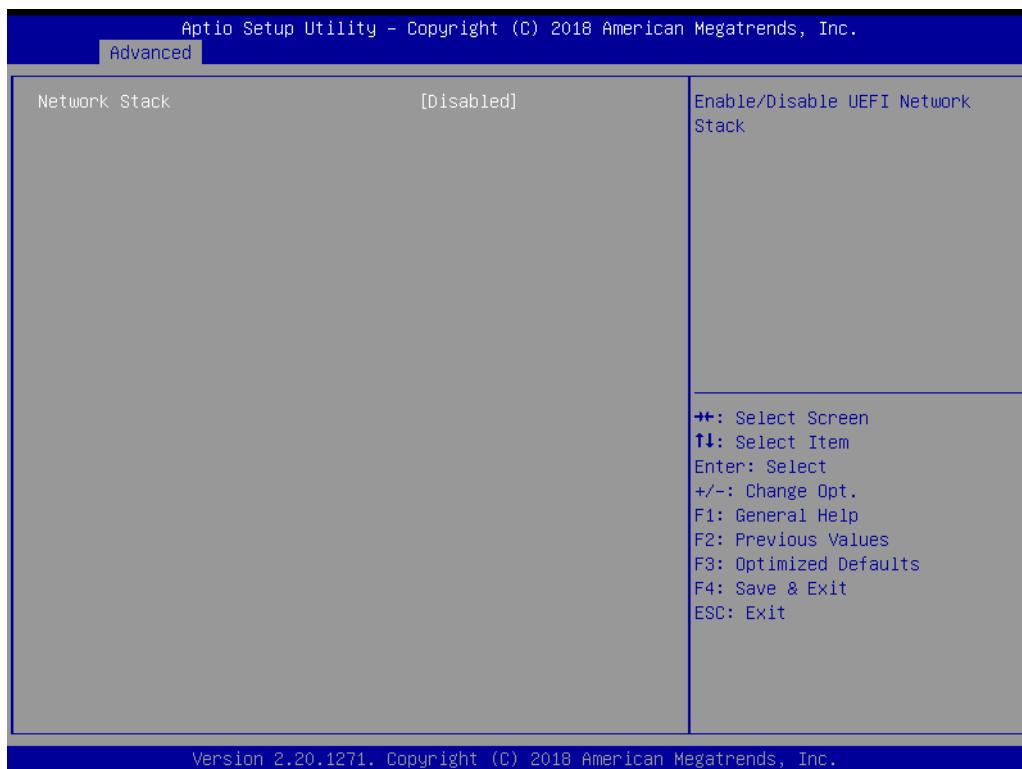 Aptio Setup Utility – Copyright (C) 2018 American Megatrends, Inc.
Advanced
Network Stack [Disabled]
Enable/Disable UEFI Network
Stack
→←: Select Screen
↑↓: Select Item
Enter: Select
+/-: Change Opt.
F1: General Help
F2: Previous Values
F3: Optimized Defaults
F4: Save & Exit
ESC: Exit
Version 2.20.1271. Copyright (C) 2018 American Megatrends, Inc.